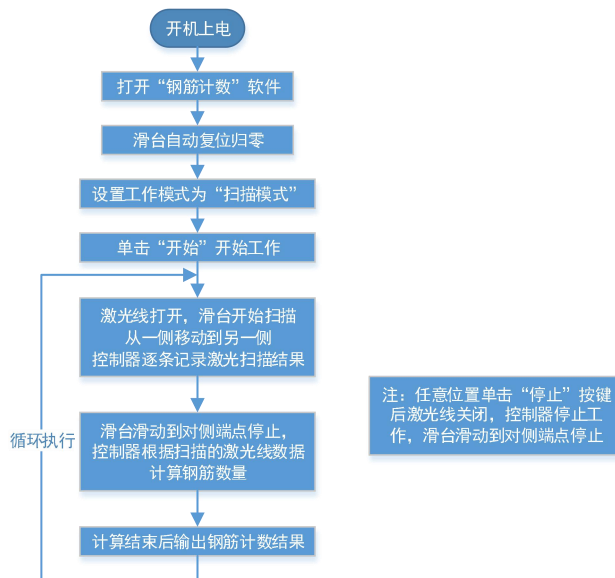 开机上电
打开“钢筋计数”软件
滑台自动复位归零
设置工作模式为“扫描模式”
单击“开始”开始工作
激光线打开，滑台开始扫描
从一侧移动到另一侧
控制器逐条记录激光扫描结果
滑台滑动到对侧端点停止，
控制器根据扫描的激光线数据
计算钢筋数量
循环执行
计算结束后输出钢筋计数结果
注：任意位置单击“停止”按键
后激光线关闭，控制器停止工
作，滑台滑动到对侧端点停止